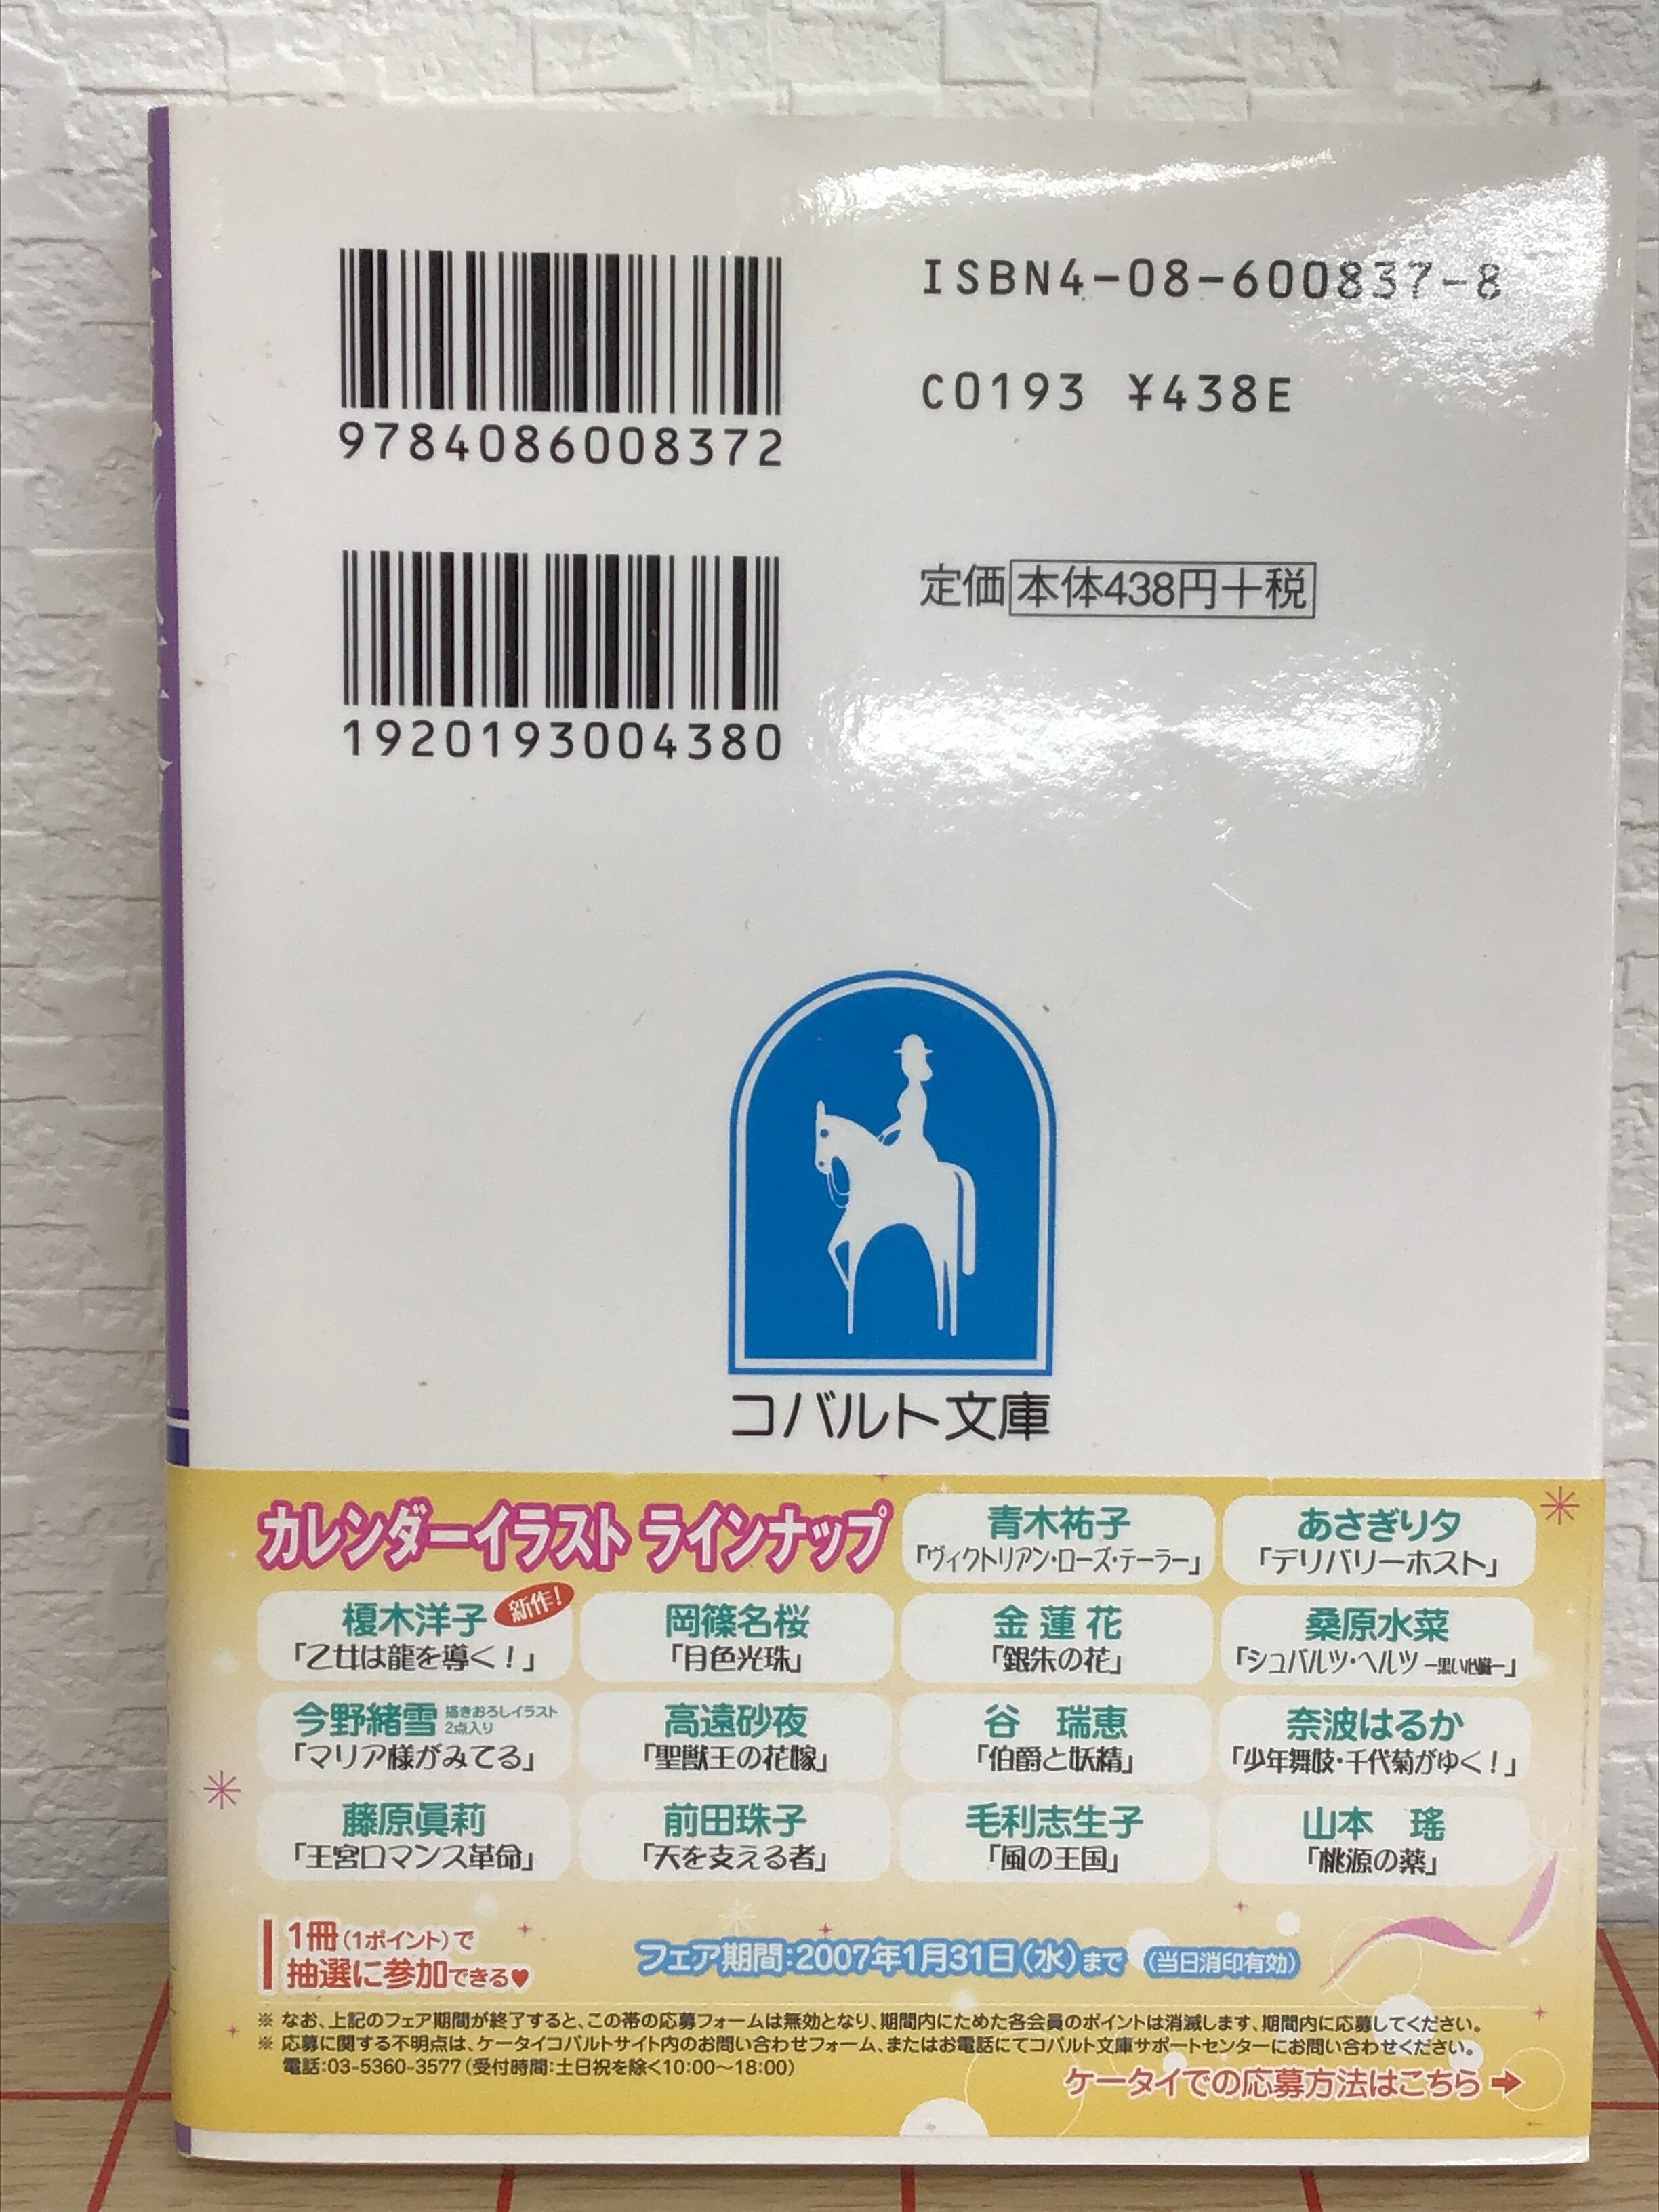 9784086008372
ISBN4-08-600837-8
C0193 ¥438E
1920193004380
定価 本体438円+税
コバルト文庫
カレンダーイラスト ラインナップ
青木祐子
「ヴィクトリアン・ローズ・テーラー」
あさぎり夕
「デリバリーホスト」
榎木洋子 新作!
「乙女は龍を導く!」
岡篠名桜
「月色光珠」
金 蓮 花
「銀朱の花」
桑原水菜
「シュバルツ・ヘルツ ―黒い心臓―」
今野緒雪 描きおろしイラスト
2点入り
「マリア様がみてる」
高遠砂夜
「聖獣王の花嫁」
谷 瑞恵
「伯爵と妖精」
奈波はるか
「少年舞妓・千代菊がゆく!」
藤原眞莉
「王宮ロマンス革命」
前田珠子
「天を支える者」
毛利志生子
「風の王国」
山本 瑤
「桃源の薬」
1冊(1ポイント)で
抽選に参加できる♥
フェア期間:2007年1月31日(水)まで (当日消印有効)
※ なお、上記のフェア期間が終了すると、この帯の応募フォームは無効となり、期間内にためた各会員のポイントは消滅します、期間内に応募してください。
※ 応募に関する不明点は、ケータイコバルトサイト内のお問い合わせフォーム、またはお電話にてコバルト文庫サポートセンターにお問い合わせください。
電話:03-5360-3577(受付時間:土日祝を除く10:00〜18:00)
ケータイでの応募方法はこちら→